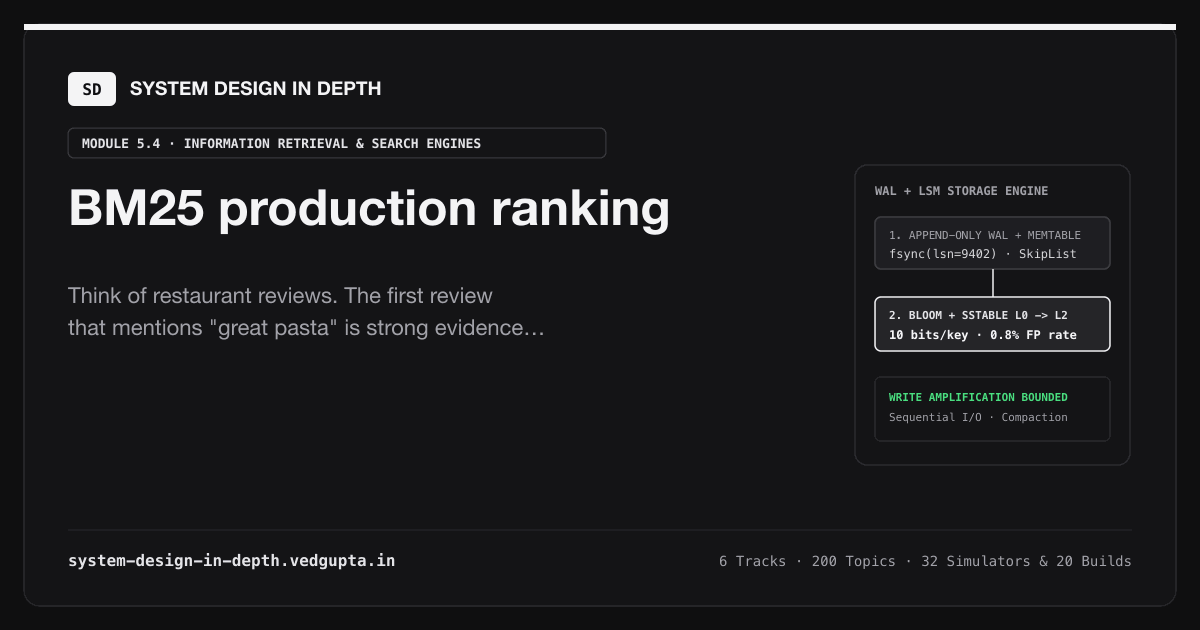 SD
SYSTEM DESIGN IN DEPTH
MODULE 5.4 · INFORMATION RETRIEVAL & SEARCH ENGINES
BM25 production ranking
Think of restaurant reviews. The first review
that mentions "great pasta" is strong evidence…
WAL + LSM STORAGE ENGINE
1. APPEND-ONLY WAL + MEMTABLE
fsync(lsn=9402) · SkipList
2. BLOOM + SSTABLE L0 -> L2
10 bits/key · 0.8% FP rate
WRITE AMPLIFICATION BOUNDED
Sequential I/O · Compaction
system-design-in-depth.vedgupta.in
6 Tracks · 200 Topics · 32 Simulators & 20 Builds